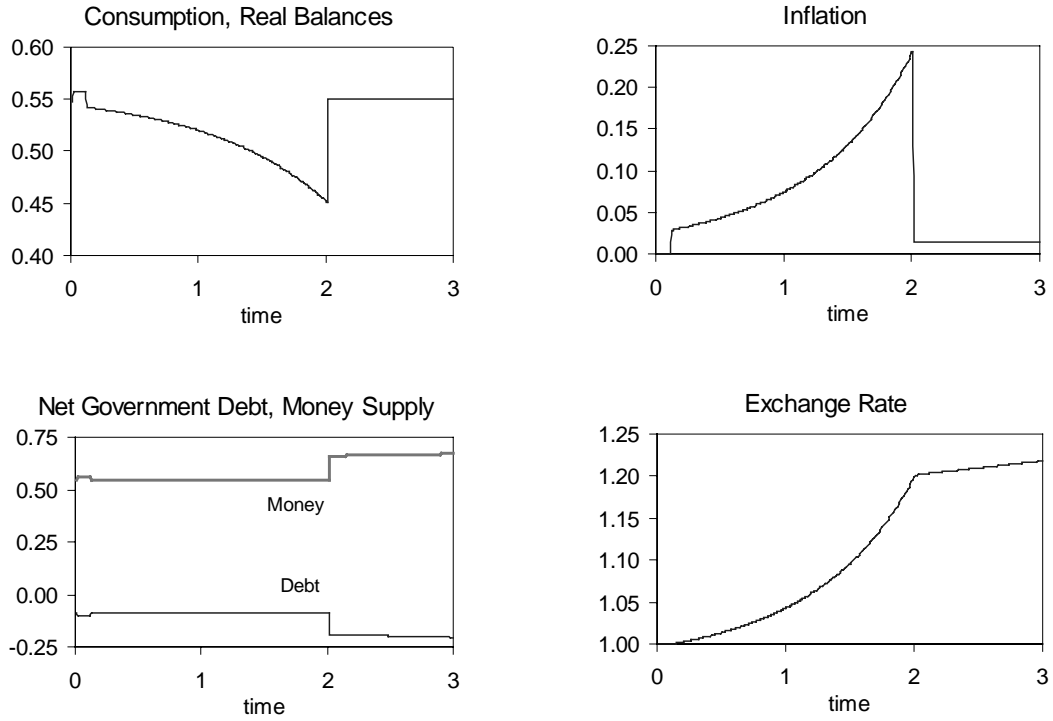 Consumption, Real Balances
0.60
0.55
0.50
0.45
0.40
0 1 2 3
time
Inflation
0.25
0.20
0.15
0.10
0.05
0.00
0 1 2 3
time
Net Government Debt, Money Supply
0.75
0.50
0.25
0.00
-0.25
Money
Debt
0 1 2 3
time
Exchange Rate
1.25
1.20
1.15
1.10
1.05
1.00
0 1 2 3
time